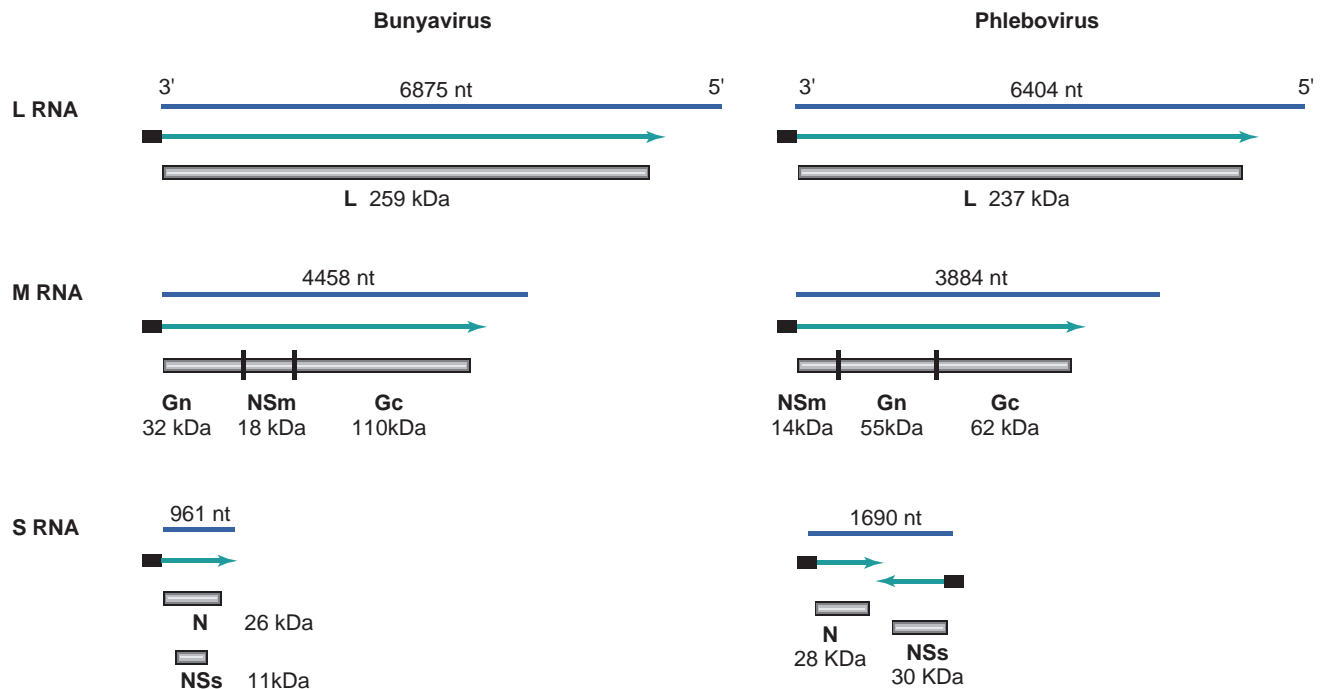 Bunyavirus
Phlebovirus
L RNA
3' 6875 nt 5'
3' 6404 nt 5'
L 259 kDa
L 237 kDa
M RNA
4458 nt
3884 nt
Gn NSm Gc
32 kDa 18 kDa 110kDa
NSm Gn Gc
14kDa 55kDa 62 kDa
S RNA
961 nt
1690 nt
N 26 kDa
NSs 11kDa
N
28 KDa
NSs
30 KDa